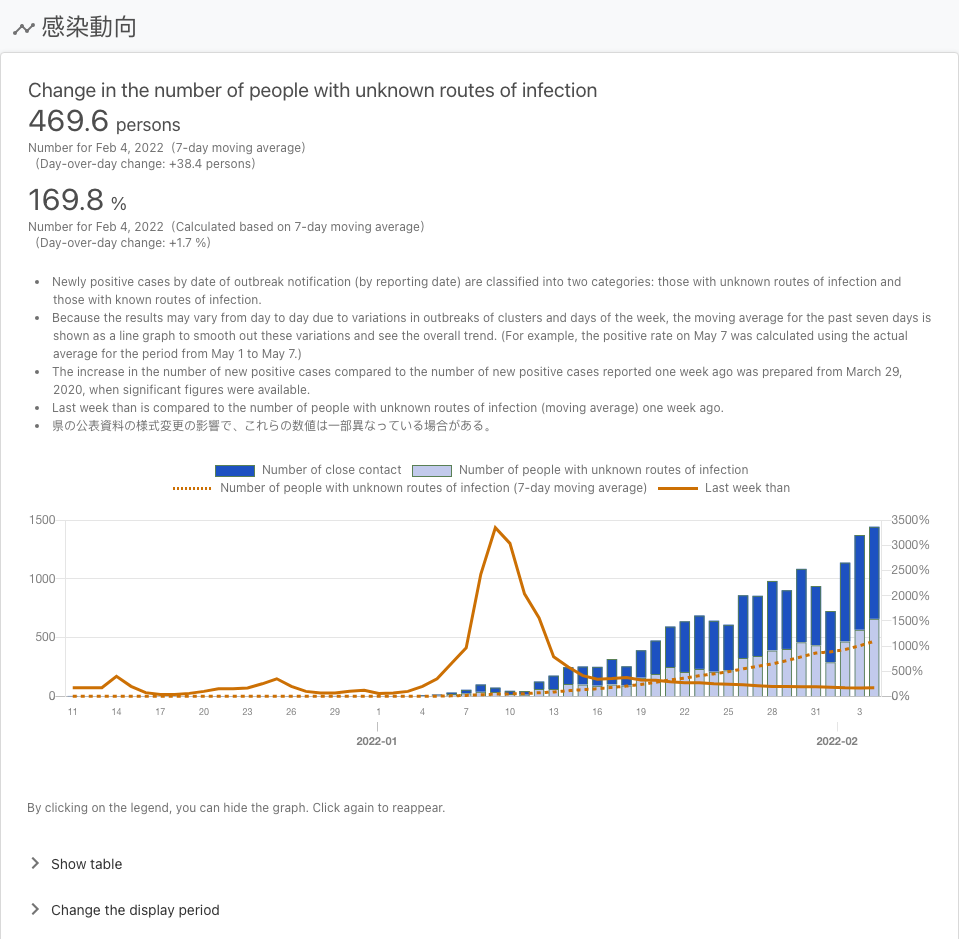 感染動向
Change in the number of people with unknown routes of infection
469.6 persons
Number for Feb 4, 2022 (7-day moving average)
(Day-over-day change: +38.4 persons)
169.8 %
Number for Feb 4, 2022 (Calculated based on 7-day moving average)
(Day-over-day change: +1.7 %)
• Newly positive cases by date of outbreak notification (by reporting date) are classified into two categories: those with unknown routes of infection and
those with known routes of infection.
• Because the results may vary from day to day due to variations in outbreaks of clusters and days of the week, the moving average for the past seven days is
shown as a line graph to smooth out these variations and see the overall trend. (For example, the positive rate on May 7 was calculated using the actual
average for the period from May 1 to May 7.)
• The increase in the number of new positive cases compared to the number of new positive cases reported one week ago was prepared from March 29,
2020, when significant figures were available.
• Last week than is compared to the number of people with unknown routes of infection (moving average) one week ago.
• 県の公表資料の様式変更の影響で、これらの数値は一部異なっている場合がある。
Number of close contact Number of people with unknown routes of infection
Number of people with unknown routes of infection (7-day moving average) Last week than
1500 3500%
3000%
1000 2500%
2000%
500 1500%
1000%
500%
0 0%
11 14 17 20 23 26 29 1 4 7 10 13 16 19 22 25 28 31 3
2022-01 2022-02
By clicking on the legend, you can hide the graph. Click again to reappear.
Show table
Change the display period